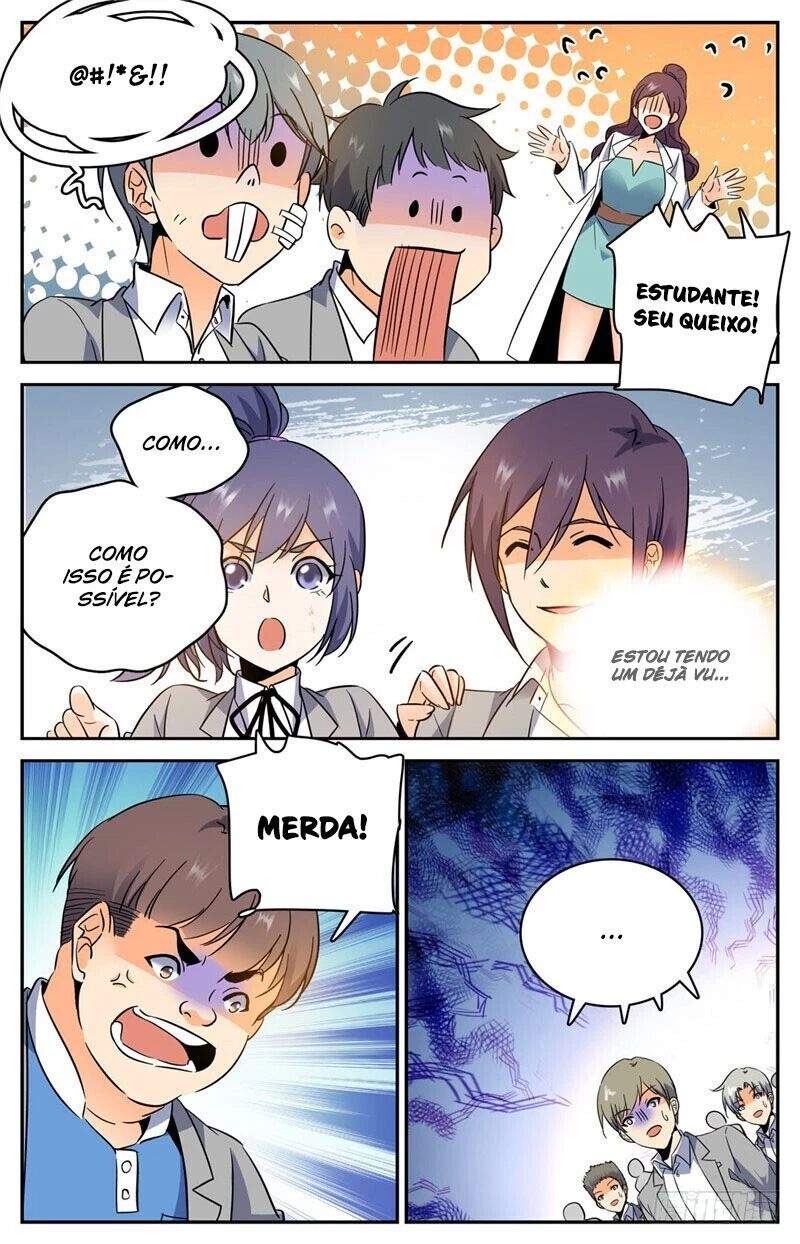 @#!*&!!
ESTUDANTE!
SEU QUEIXO!
COMO...
COMO
ISSO É PO-
SSÍVEL?
ESTOU TENDO
UM DÉJÀ VU...
MERDA!
...